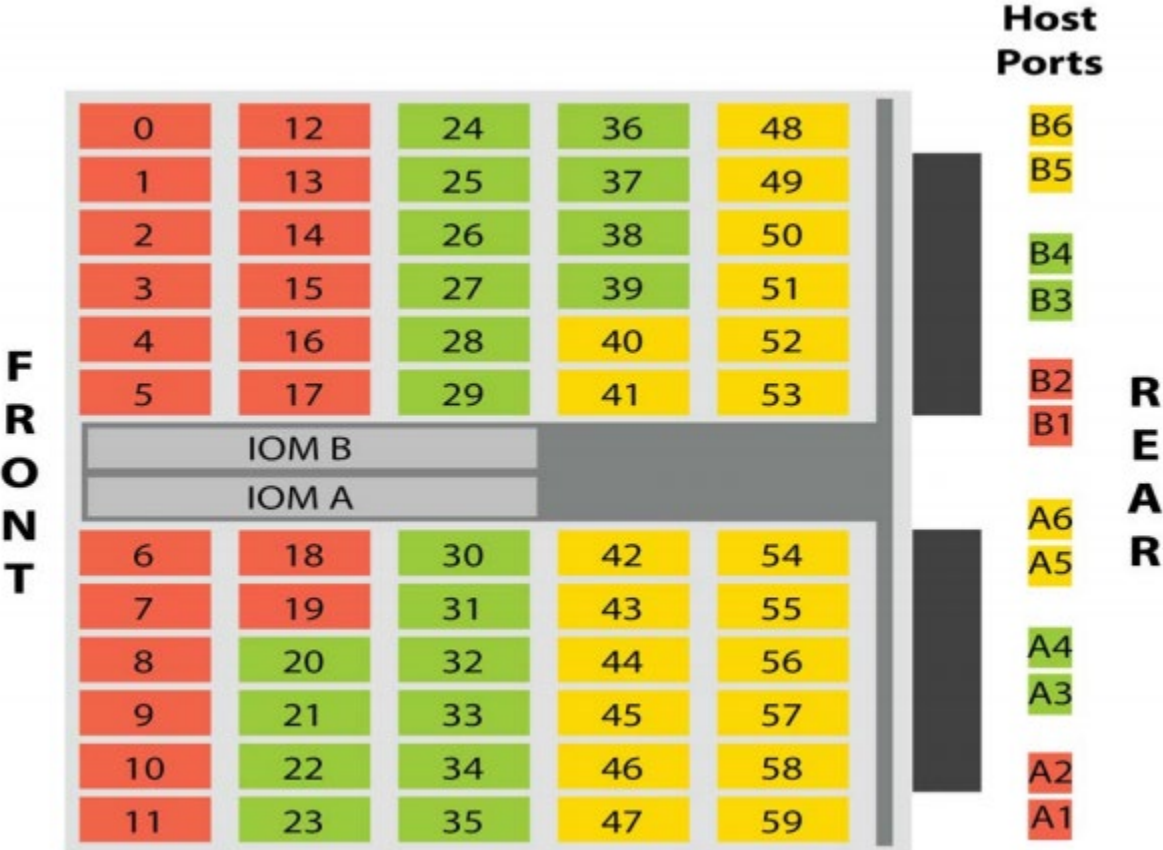 Host
Ports
0 12 24 36 48 B6
1 13 25 37 49 B5
2 14 26 38 50 B4
3 15 27 39 51 B3
4 16 28 40 52 B2
5 17 29 41 53 B1
IOM B
IOM A
6 18 30 42 54 A6
7 19 31 43 55 A5
8 20 32 44 56 A4
9 21 33 45 57 A3
10 22 34 46 58 A2
11 23 35 47 59 A1
FRONT
REAR